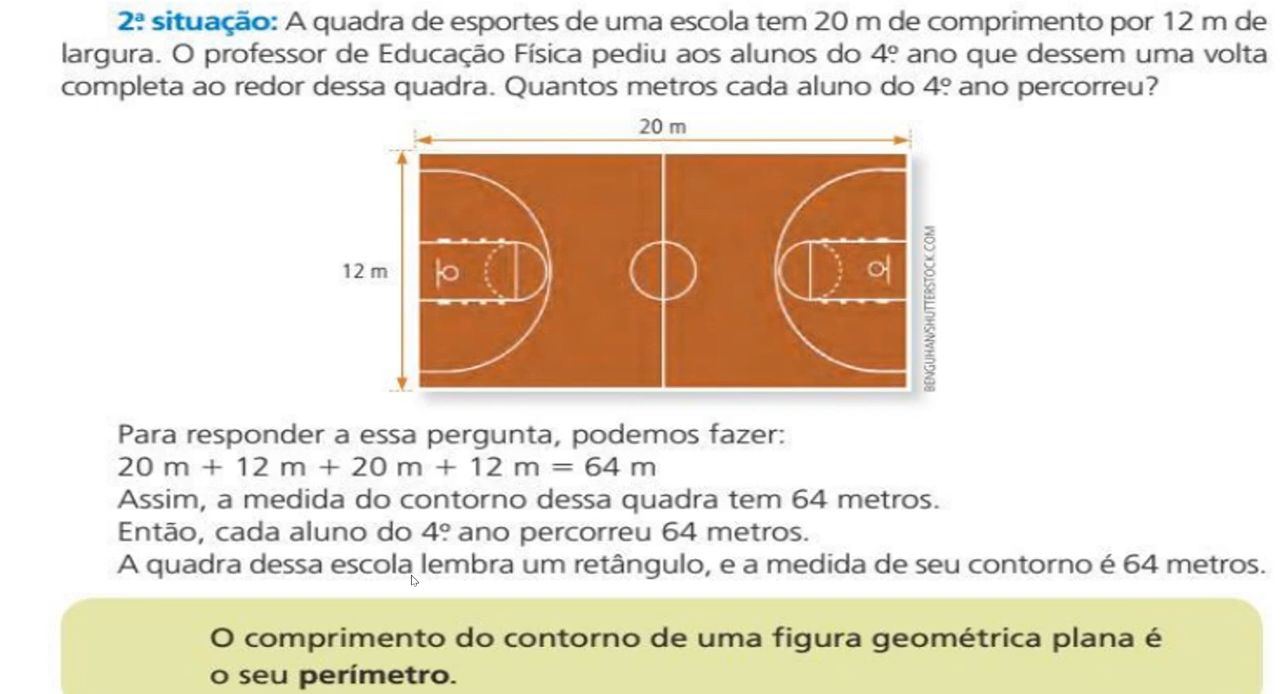 2ª situação: A quadra de esportes de uma escola tem 20 m de comprimento por 12 m de
largura. O professor de Educação Física pediu aos alunos do 4º ano que dessem uma volta
completa ao redor dessa quadra. Quantos metros cada aluno do 4º ano percorreu?
20 m
12 m
BENGUHAN/SHUTTERSTOCK.COM
Para responder a essa pergunta, podemos fazer:
20 m + 12 m + 20 m + 12 m = 64 m
Assim, a medida do contorno dessa quadra tem 64 metros.
Então, cada aluno do 4º ano percorreu 64 metros.
A quadra dessa escola lembra um retângulo, e a medida de seu contorno é 64 metros.
O comprimento do contorno de uma figura geométrica plana é
o seu perímetro.